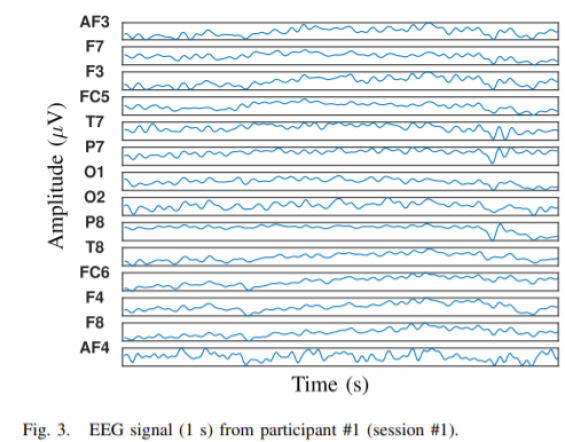 AF3
F7
F3
FC5
T7
P7
O1
O2
P8
T8
FC6
F4
F8
AF4
Amplitude (μV)
Time (s)
Fig. 3. EEG signal (1 s) from participant #1 (session #1).